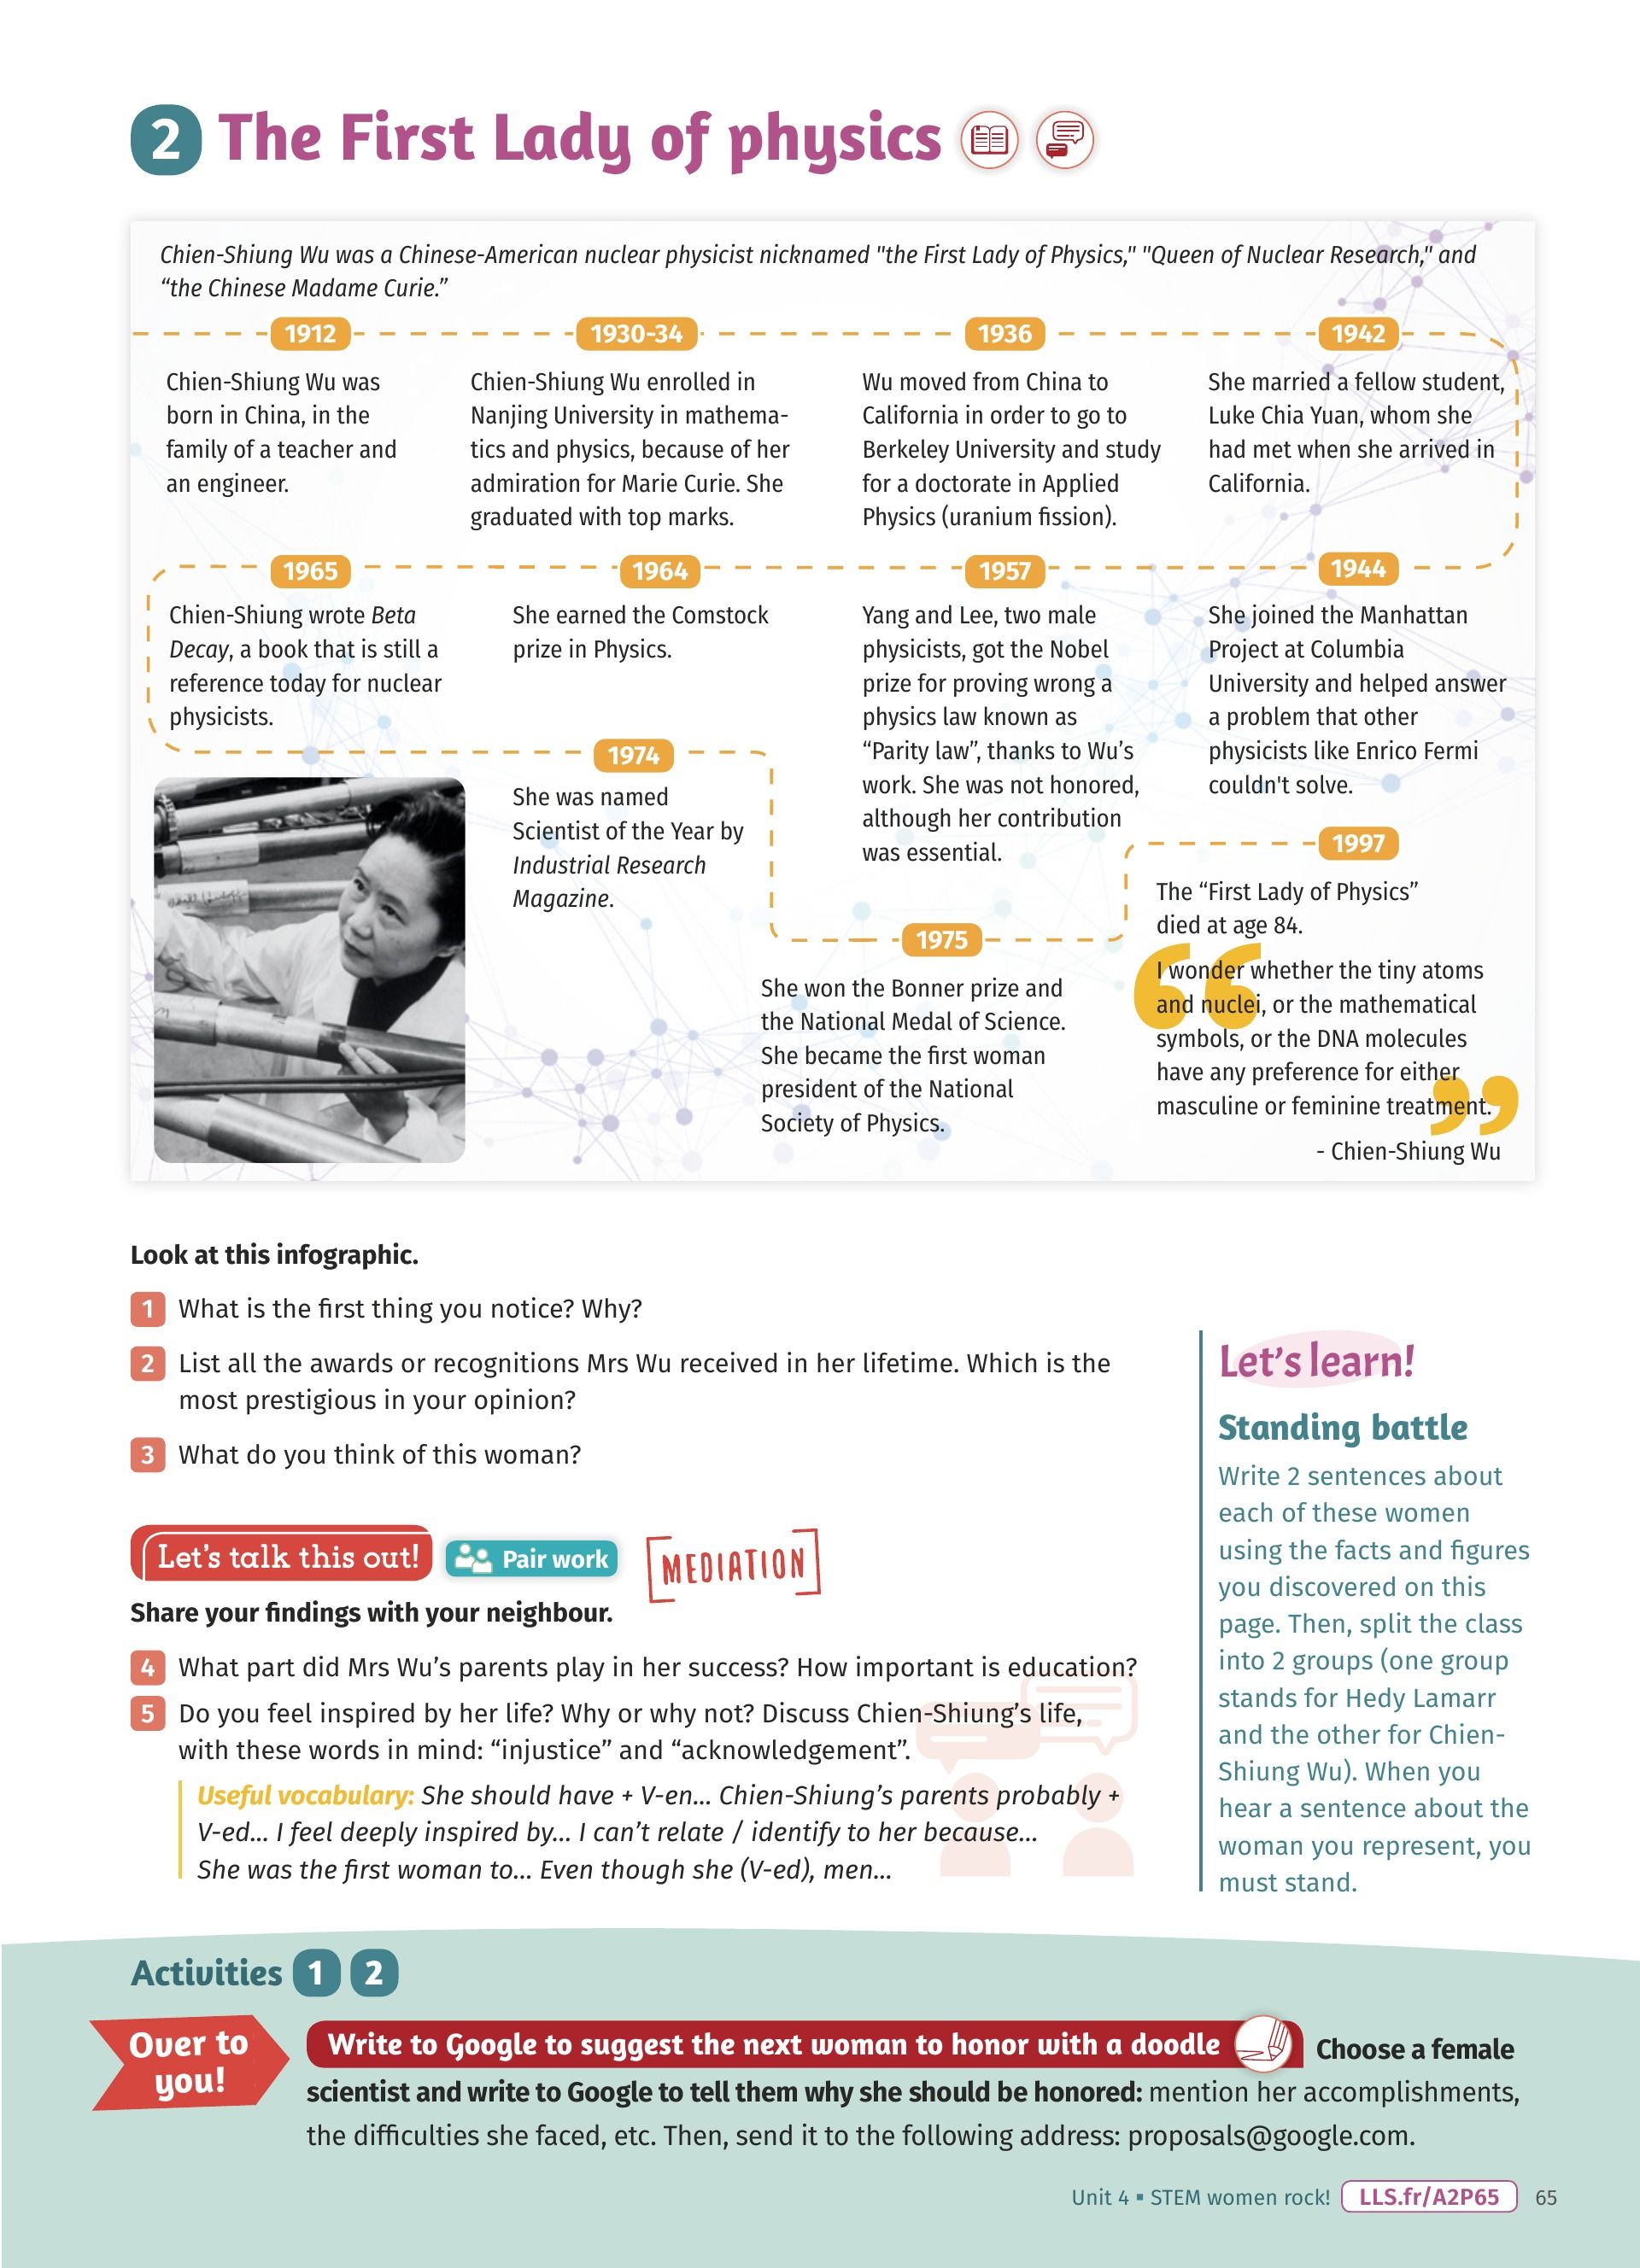 2 The First Lady of physics
Chien-Shiung Wu was a Chinese-American nuclear physicist nicknamed "the First Lady of Physics," "Queen of Nuclear Research," and
“the Chinese Madame Curie.”
1912
Chien-Shiung Wu was
born in China, in the
family of a teacher and
an engineer.
1930-34
Chien-Shiung Wu enrolled in
Nanjing University in mathema-
tics and physics, because of her
admiration for Marie Curie. She
graduated with top marks.
1936
Wu moved from China to
California in order to go to
Berkeley University and study
for a doctorate in Applied
Physics (uranium fission).
1942
She married a fellow student,
Luke Chia Yuan, whom she
had met when she arrived in
California.
1944
She joined the Manhattan
Project at Columbia
University and helped answer
a problem that other
physicists like Enrico Fermi
couldn't solve.
1957
Yang and Lee, two male
physicists, got the Nobel
prize for proving wrong a
physics law known as
“Parity law”, thanks to Wu’s
work. She was not honored,
although her contribution
was essential.
1964
She earned the Comstock
prize in Physics.
1965
Chien-Shiung wrote Beta
Decay, a book that is still a
reference today for nuclear
physicists.
1974
She was named
Scientist of the Year by
Industrial Research
Magazine.
1975
She won the Bonner prize and
the National Medal of Science.
She became the first woman
president of the National
Society of Physics.
1997
The “First Lady of Physics”
died at age 84.
“
I wonder whether the tiny atoms
and nuclei, or the mathematical
symbols, or the DNA molecules
have any preference for either
masculine or feminine treatment.
”
- Chien-Shiung Wu
Look at this infographic.
1 What is the first thing you notice? Why?
2 List all the awards or recognitions Mrs Wu received in her lifetime. Which is the
most prestigious in your opinion?
3 What do you think of this woman?
Let’s talk this out! Pair work MEDIATION
Share your findings with your neighbour.
4 What part did Mrs Wu’s parents play in her success? How important is education?
5 Do you feel inspired by her life? Why or why not? Discuss Chien-Shiung’s life,
with these words in mind: “injustice” and “acknowledgement”.
Useful vocabulary: She should have + V-en... Chien-Shiung’s parents probably +
V-ed... I feel deeply inspired by... I can’t relate / identify to her because...
She was the first woman to... Even though she (V-ed), men...
Let’s learn!
Standing battle
Write 2 sentences about
each of these women
using the facts and figures
you discovered on this
page. Then, split the class
into 2 groups (one group
stands for Hedy Lamarr
and the other for Chien-
Shiung Wu). When you
hear a sentence about the
woman you represent, you
must stand.
Activities 1 2
Over to
you!
Write to Google to suggest the next woman to honor with a doodle Choose a female
scientist and write to Google to tell them why she should be honored: mention her accomplishments,
the difficulties she faced, etc. Then, send it to the following address: proposals@google.com.
Unit 4 ▪ STEM women rock! LLS.fr/A2P65 65